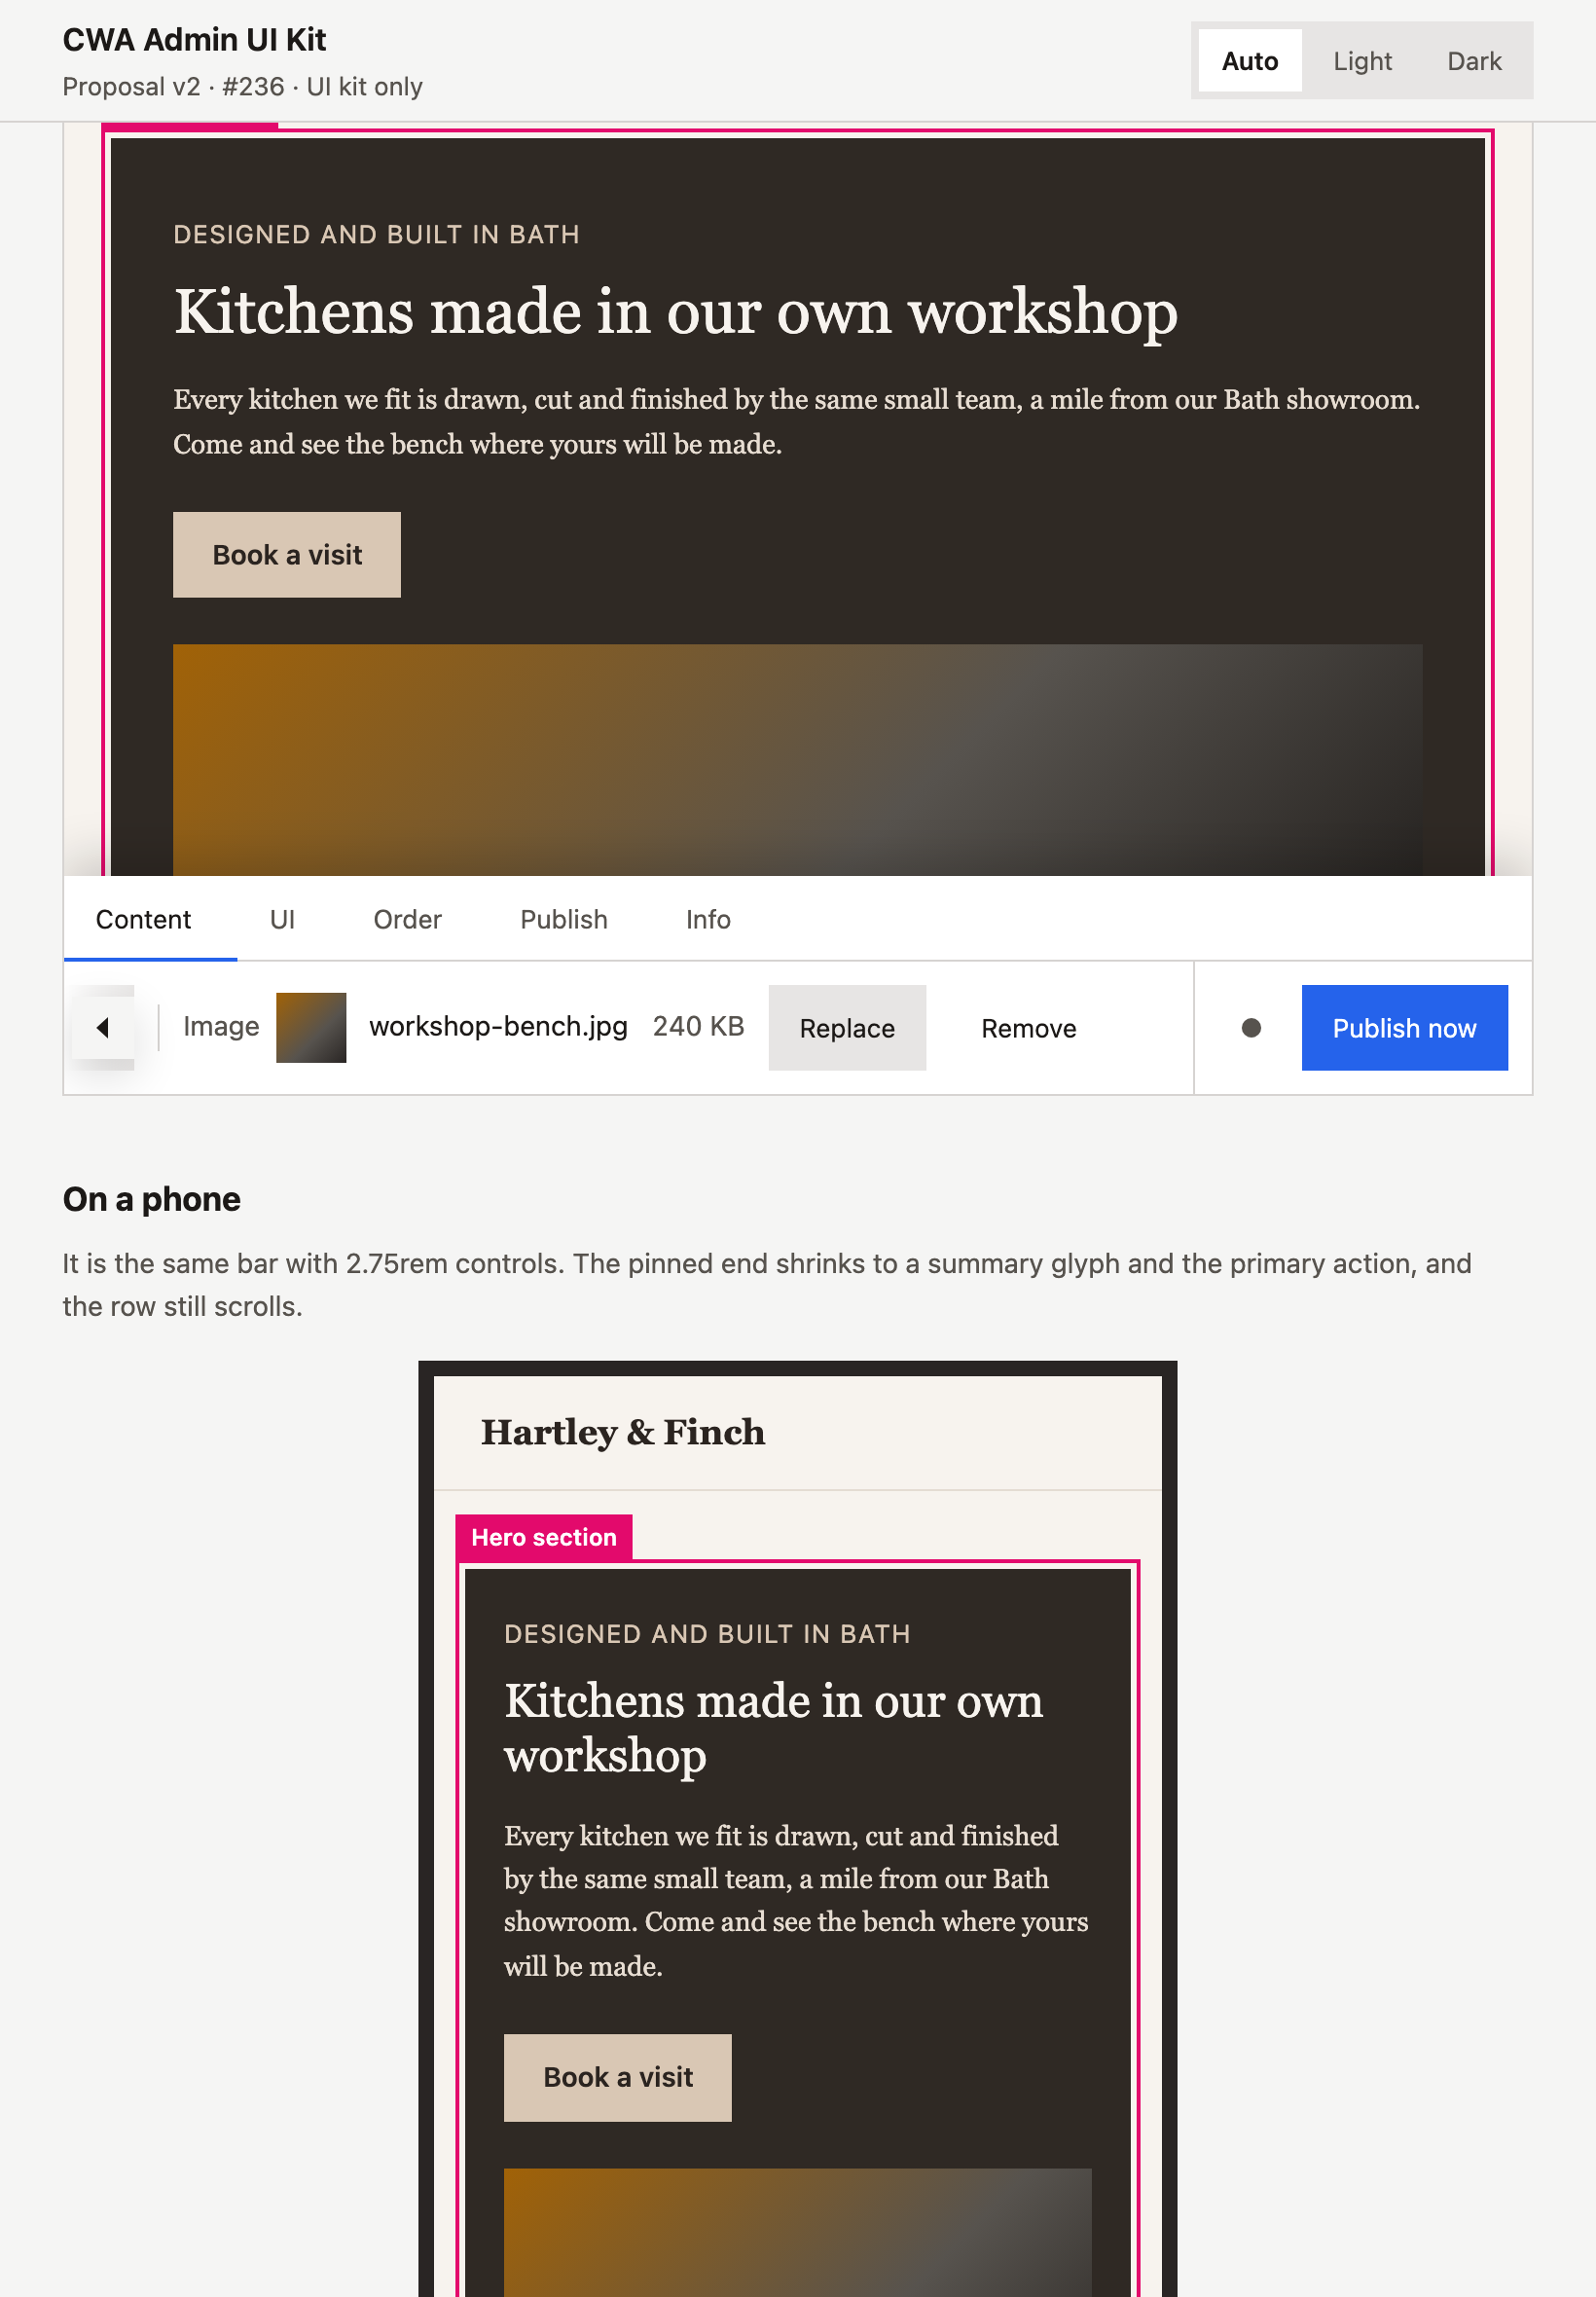 CWA Admin UI Kit
Proposal v2 · #236 · UI kit only
Auto
Light
Dark
DESIGNED AND BUILT IN BATH
Kitchens made in our own workshop
Every kitchen we fit is drawn, cut and finished by the same small team, a mile from our Bath showroom.
Come and see the bench where yours will be made.
Book a visit
Content
UI
Order
Publish
Info
Image
workshop-bench.jpg
240 KB
Replace
Remove
Publish now
On a phone
It is the same bar with 2.75rem controls. The pinned end shrinks to a summary glyph and the primary action, and
the row still scrolls.
Hartley & Finch
Hero section
DESIGNED AND BUILT IN BATH
Kitchens made in our own
workshop
Every kitchen we fit is drawn, cut and finished
by the same small team, a mile from our Bath
showroom. Come and see the bench where yours
will be made.
Book a visit